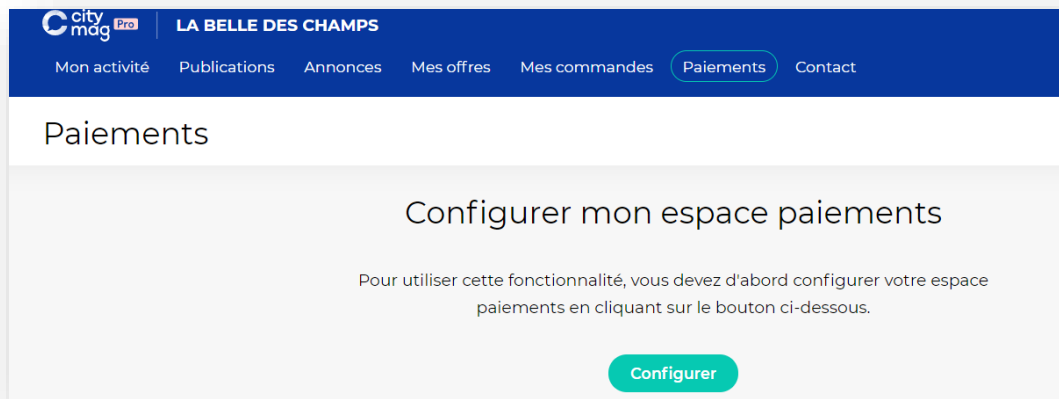 city mag Pro LA BELLE DES CHAMPS
Mon activité Publications Annonces Mes offres Mes commandes Paiements Contact
Paiements
Configurer mon espace paiements
Pour utiliser cette fonctionnalité, vous devez d'abord configurer votre espace
paiements en cliquant sur le bouton ci-dessous.
Configurer